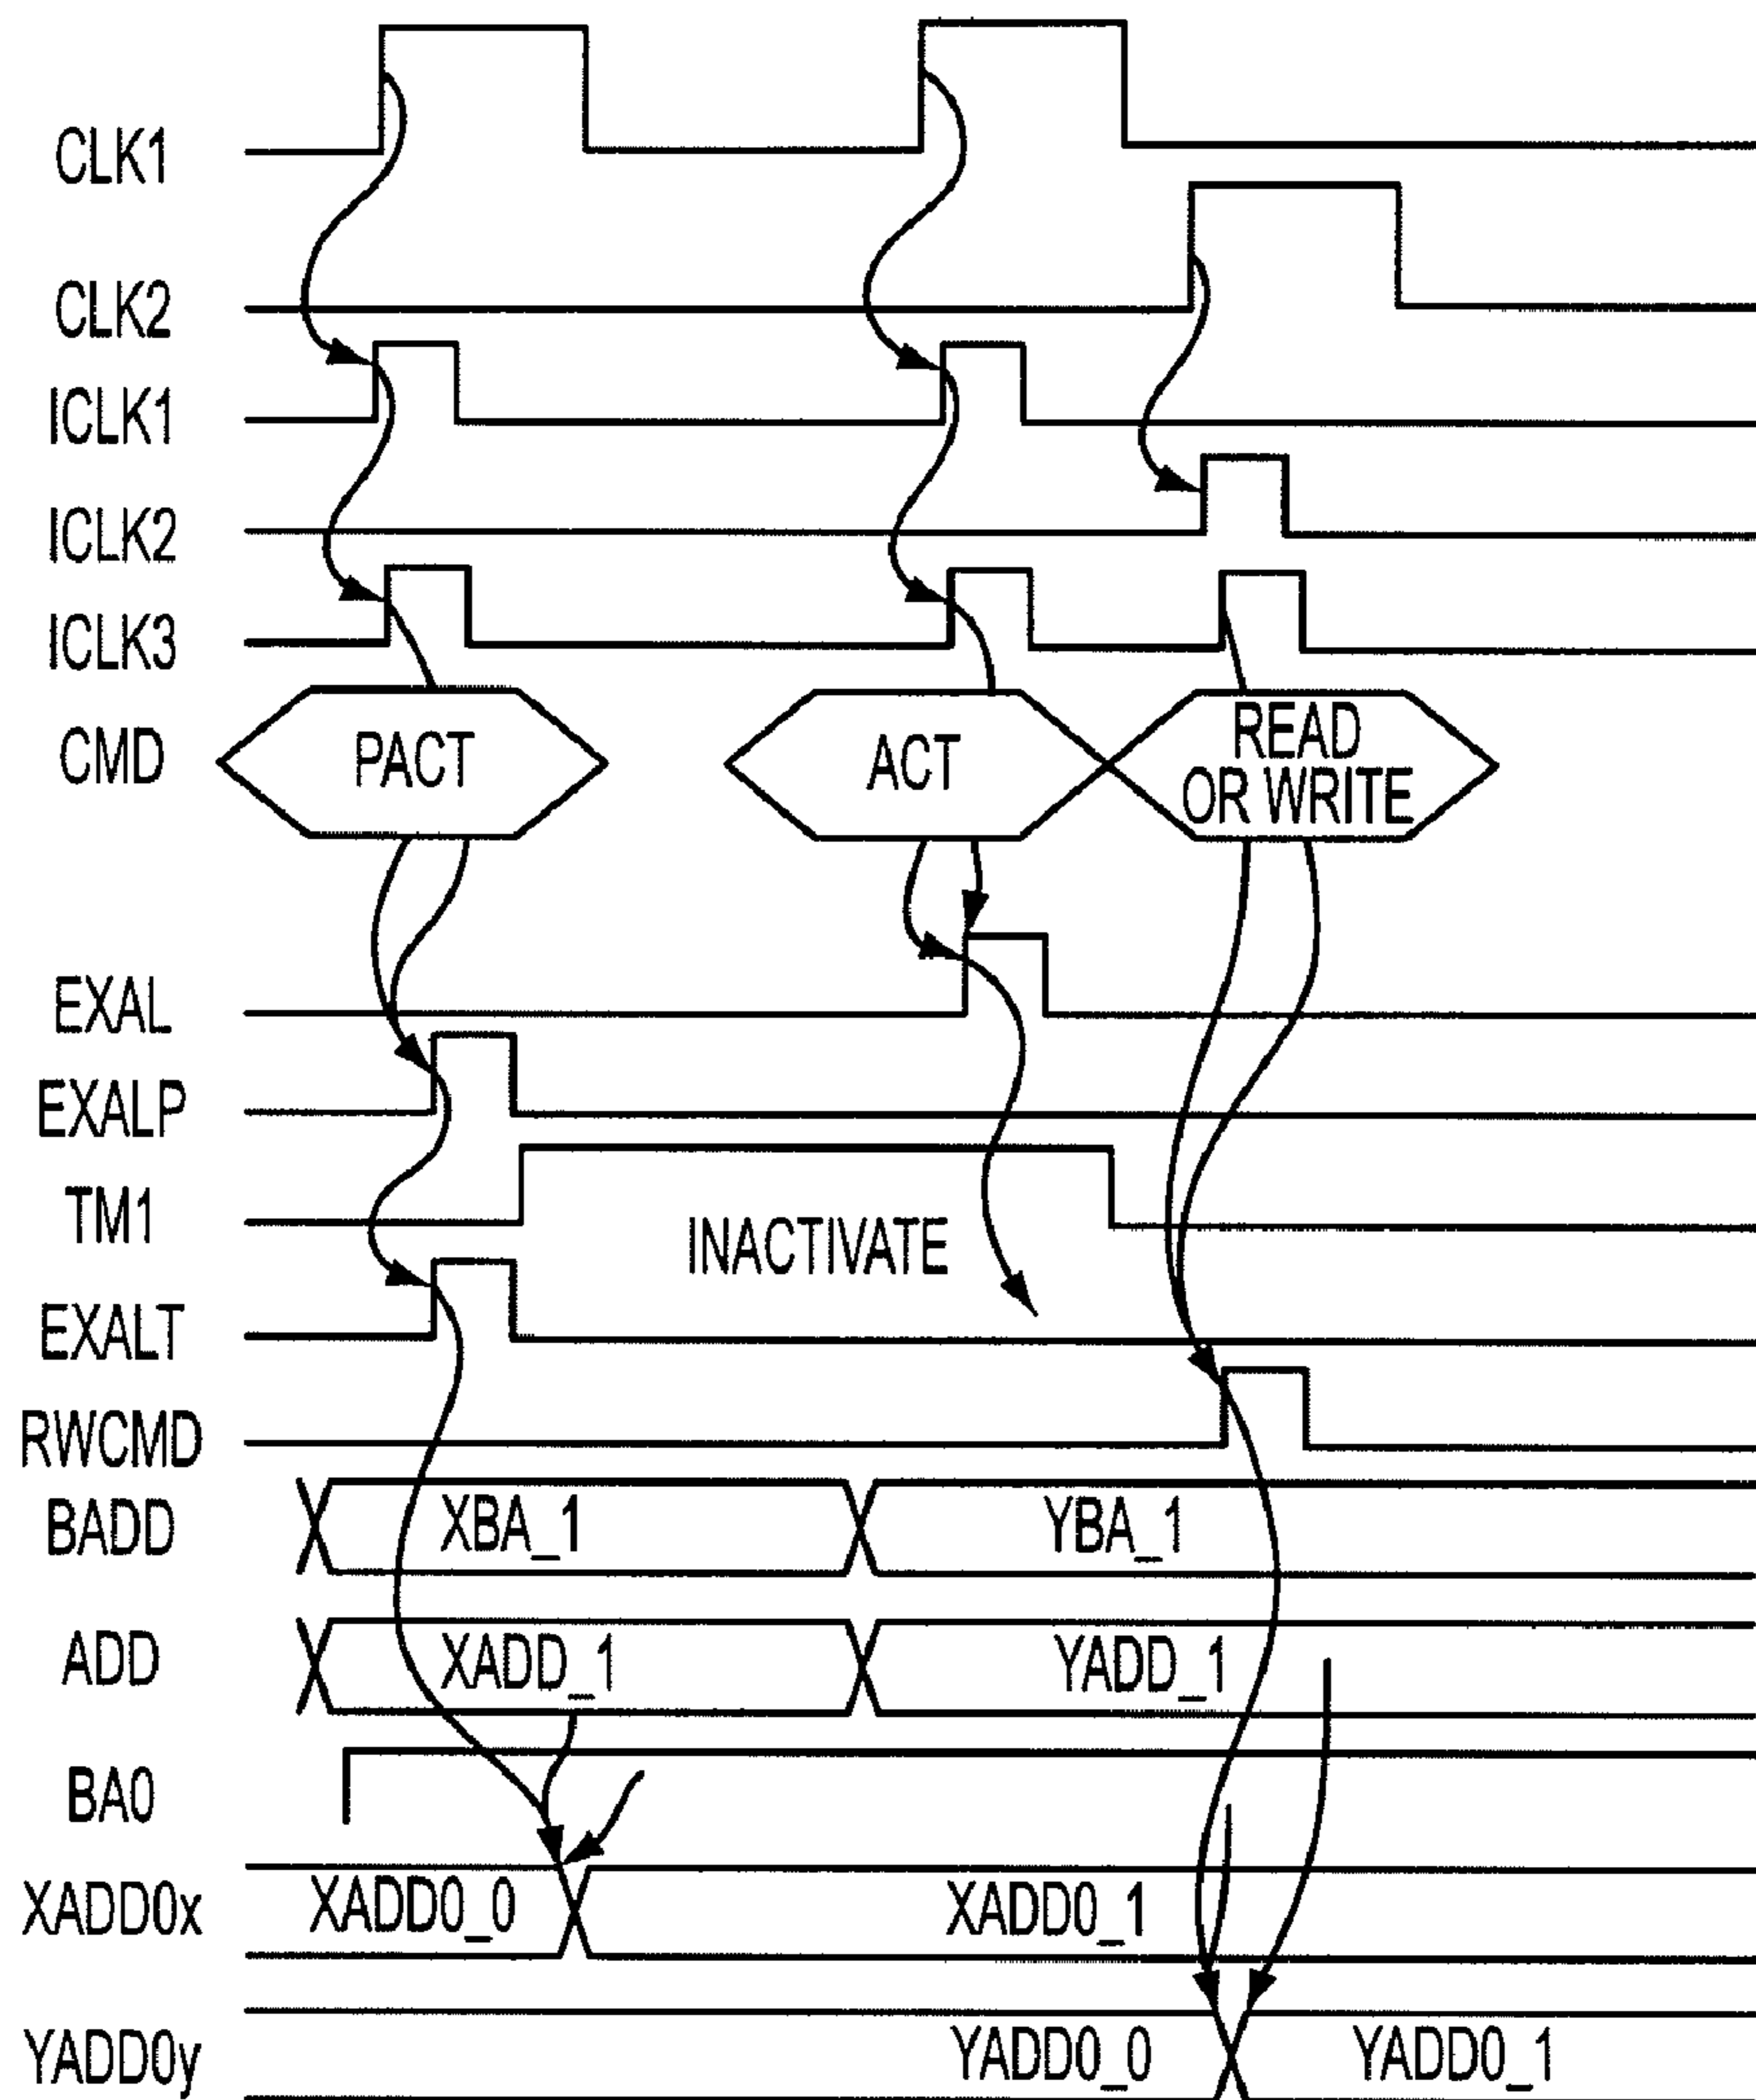 CLK1
CLK2
ICLK1
ICLK2
ICLK3
CMD
PACT
ACT
READ
OR WRITE
EXAL
EXALP
TM1
INACTIVATE
EXALT
RWCMD
BADD
XBA_1
YBA_1
ADD
XADD_1
YADD_1
BA0
XADD0x
XADD0_0
XADD0_1
YADD0y
YADD0_0
YADD0_1